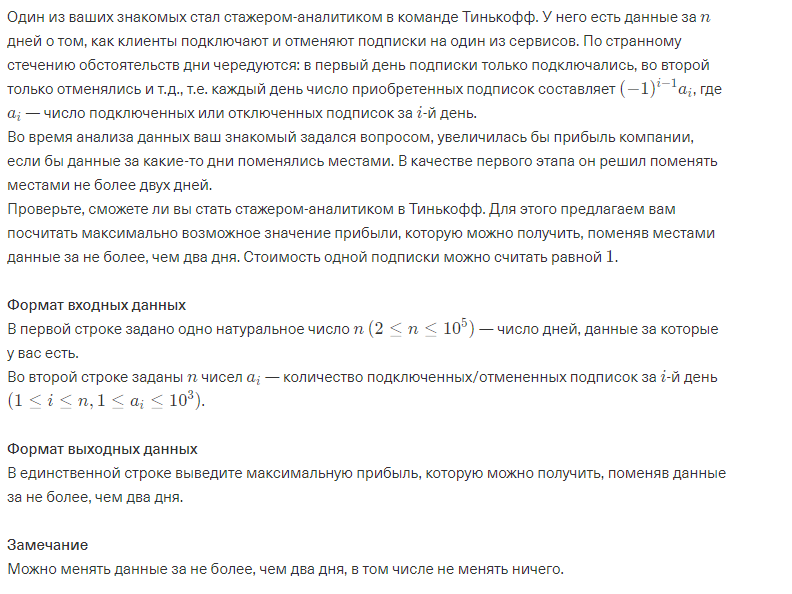 Один из ваших знакомых стал стажером-аналитиком в команде Тинькофф. У него есть данные за n
дней о том, как клиенты подключают и отменяют подписки на один из сервисов. По странному
стечению обстоятельств дни чередуются: в первый день подписки только подключались, во второй
только отменялись и т.д., т.е. каждый день число приобретенных подписок составляет (−1)^{i−1}a_i, где
a_i — число подключенных или отключенных подписок за i-й день.
Во время анализа данных ваш знакомый задался вопросом, увеличилась бы прибыль компании,
если бы данные за какие-то дни поменялись местами. В качестве первого этапа он решил поменять
местами не более двух дней.
Проверьте, сможете ли вы стать стажером-аналитиком в Тинькофф. Для этого предлагаем вам
посчитать максимально возможное значение прибыли, которую можно получить, поменяв местами
данные за не более, чем два дня. Стоимость одной подписки можно считать равной 1.
Формат входных данных
В первой строке задано одно натуральное число n (2 ≤ n ≤ 10^5) — число дней, данные за которые
у вас есть.
Во второй строке заданы n чисел a_i — количество подключенных/отмененных подписок за i-й день
(1 ≤ i ≤ n, 1 ≤ a_i ≤ 10^3).
Формат выходных данных
В единственной строке выведите максимальную прибыль, которую можно получить, поменяв данные
за не более, чем два дня.
Замечание
Можно менять данные за не более, чем два дня, в том числе не менять ничего.